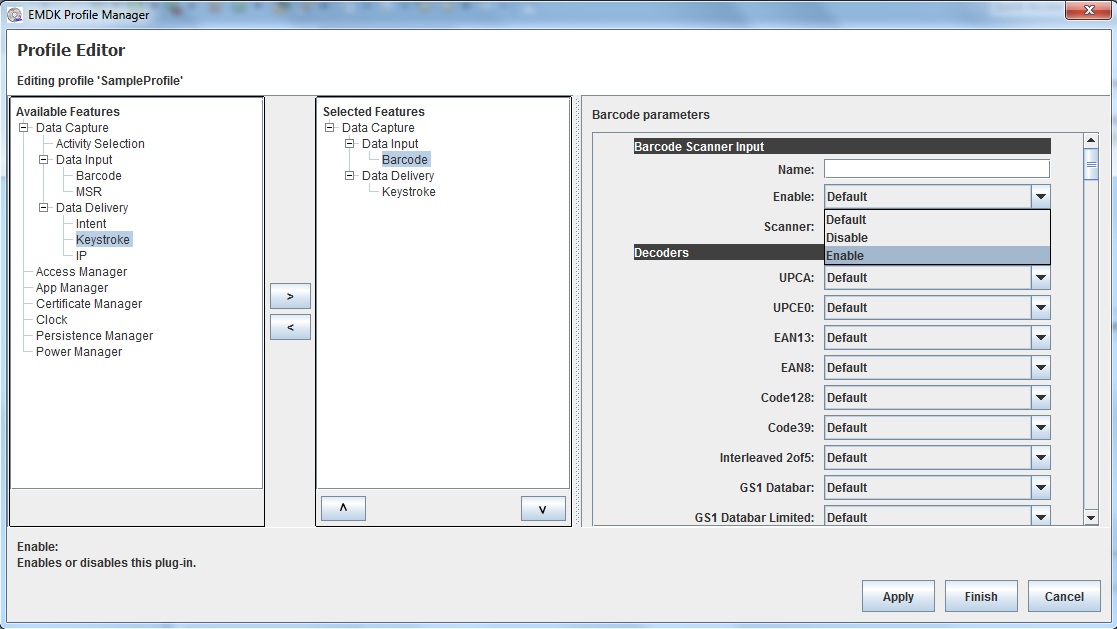 EMDK Profile Manager
Profile Editor
Editing profile 'SampleProfile'
Available Features
Data Capture
Activity Selection
Data Input
Barcode
MSR
Data Delivery
Intent
Keystroke
IP
Access Manager
App Manager
Certificate Manager
Clock
Persistence Manager
Power Manager
>
<
Selected Features
Data Capture
Data Input
Barcode
Data Delivery
Keystroke
Barcode parameters
Barcode Scanner Input
Name:
Enable: Default
Default
Scanner: Disable
Decoders Enable
UPCA: Default
UPCE0: Default
EAN13: Default
EAN8: Default
Code128: Default
Code39: Default
Interleaved 2of5: Default
GS1 Databar: Default
GS1 Databar Limited: Default
Enable:
Enables or disables this plug-in.
Apply Finish Cancel